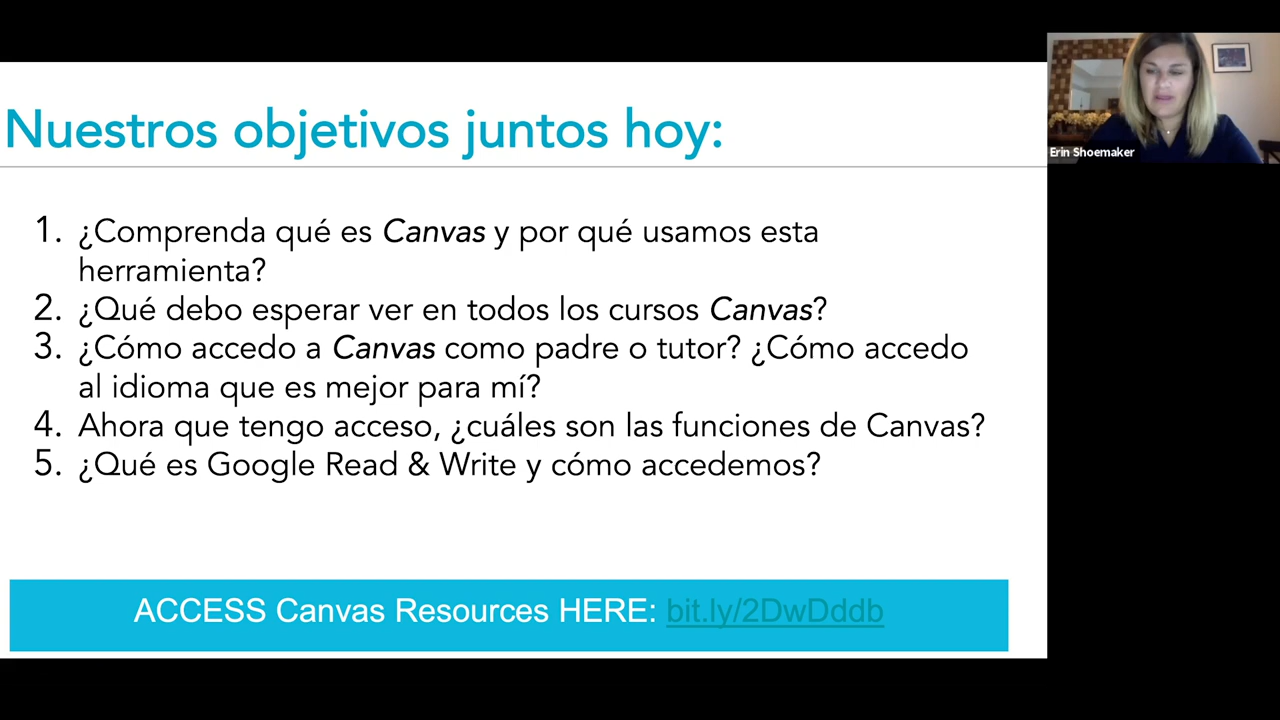 Nuestros objetivos juntos hoy:
1. ¿Comprenda qué es Canvas y por qué usamos esta
herramienta?
2. ¿Qué debo esperar ver en todos los cursos Canvas?
3. ¿Cómo accedo a Canvas como padre o tutor? ¿Cómo accedo
al idioma que es mejor para mí?
4. Ahora que tengo acceso, ¿cuáles son las funciones de Canvas?
5. ¿Qué es Google Read & Write y cómo accedemos?
ACCESS Canvas Resources HERE: bit.ly/2DwDddb
Erin Shoemaker